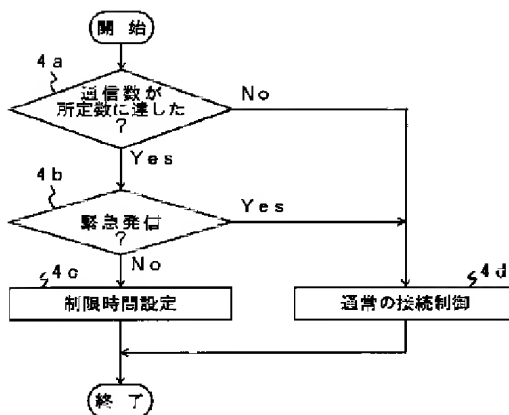 開始
4a
通信数が
所定数に達した
?
No
Yes
4b
緊急発信
?
Yes
No
4c
制限時間設定
4d
通常の接続制御
終了